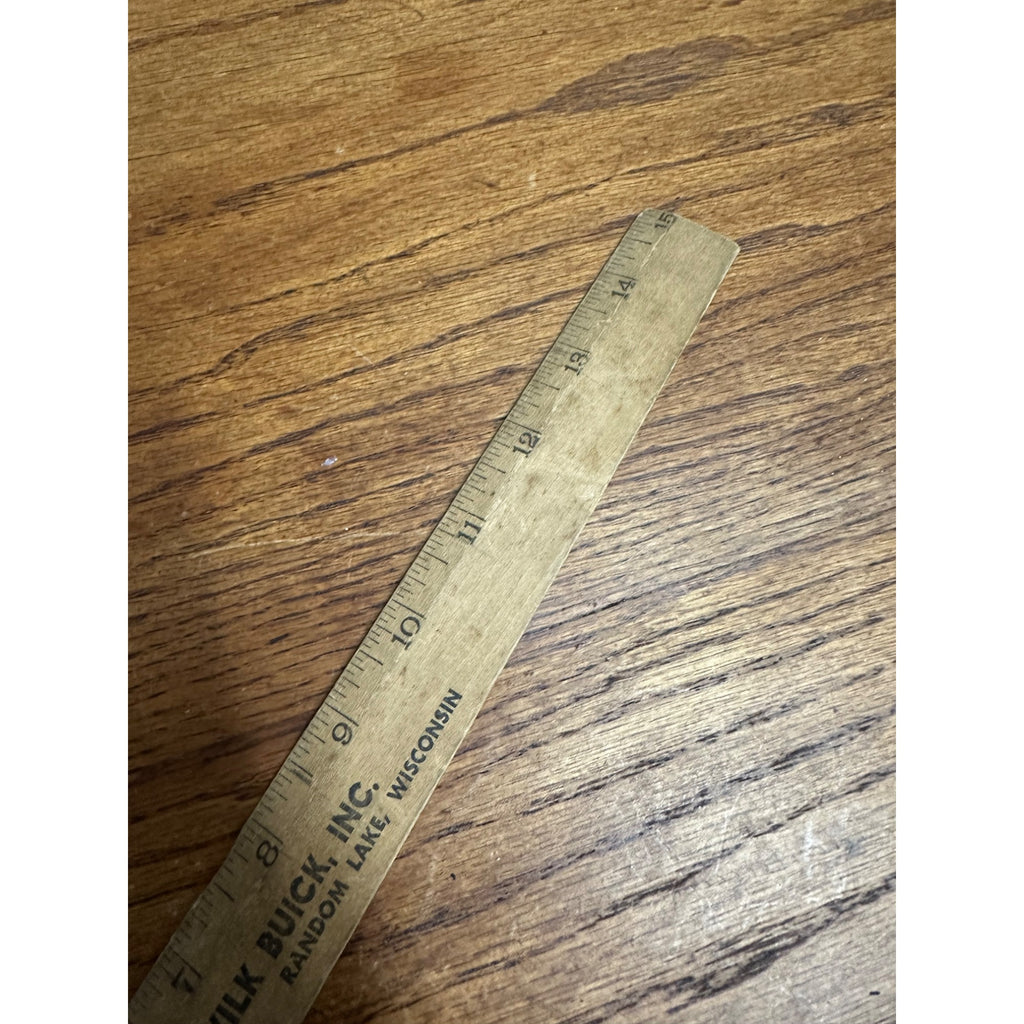 7 8 9 10 11 12 13 14 15
BUICK, INC.
RANDOM LAKE, WISCONSIN